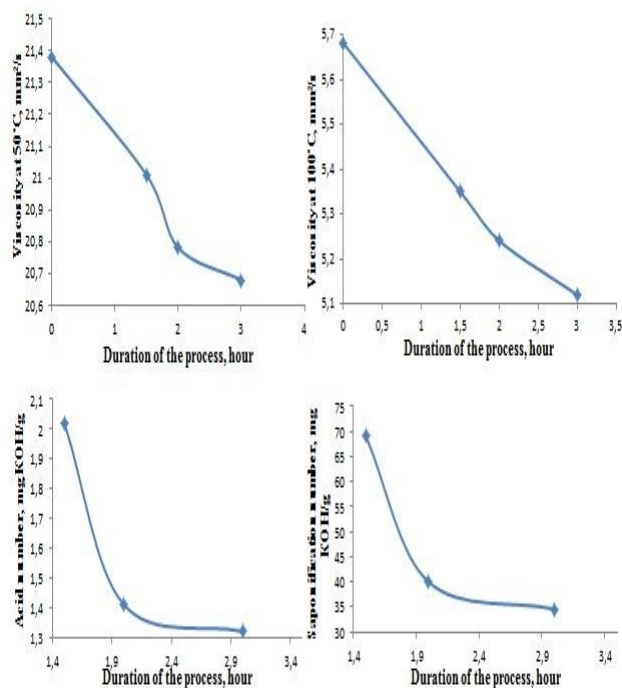 21,5
21,4
21,3
21,2
21,1
21
20,9
20,8
20,7
20,6
Viscosity at 50°C, mm²/s
0 1 2 3 4
Duration of the process, hour
5,7
5,6
5,5
5,4
5,3
5,2
5,1
Viscosity at 100°C, mm²/s
0 0,5 1 1,5 2 2,5 3 3,5
Duration of the process, hour
2,1
2
1,9
1,8
1,7
1,6
1,5
1,4
1,3
Acid number, mg KOH/g
1,4 1,9 2,4 2,9 3,4
Duration of the process, hour
75
70
65
60
55
50
45
40
35
30
Saponification number, mg
KOH/g
1,4 1,9 2,4 2,9 3,4
Duration of the process, hour